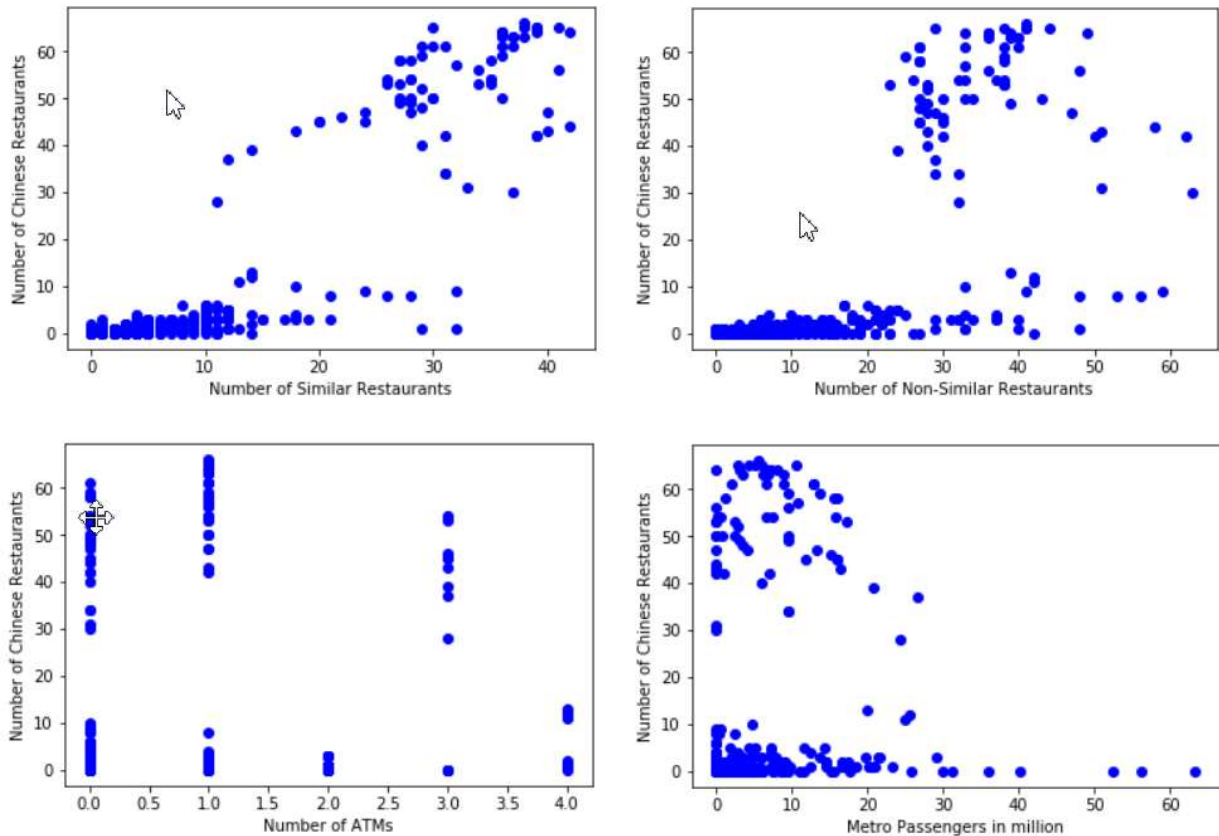 60
50
40
30
20
10
0
Number of Chinese Restaurants
0 10 20 30 40
Number of Similar Restaurants
60
50
40
30
20
10
0
Number of Chinese Restaurants
0 10 20 30 40 50 60
Number of Non-Similar Restaurants
60
50
40
30
20
10
0
Number of Chinese Restaurants
0.0 0.5 1.0 1.5 2.0 2.5 3.0 3.5 4.0
Number of ATMs
60
50
40
30
20
10
0
Number of Chinese Restaurants
0 10 20 30 40 50 60
Metro Passengers in million